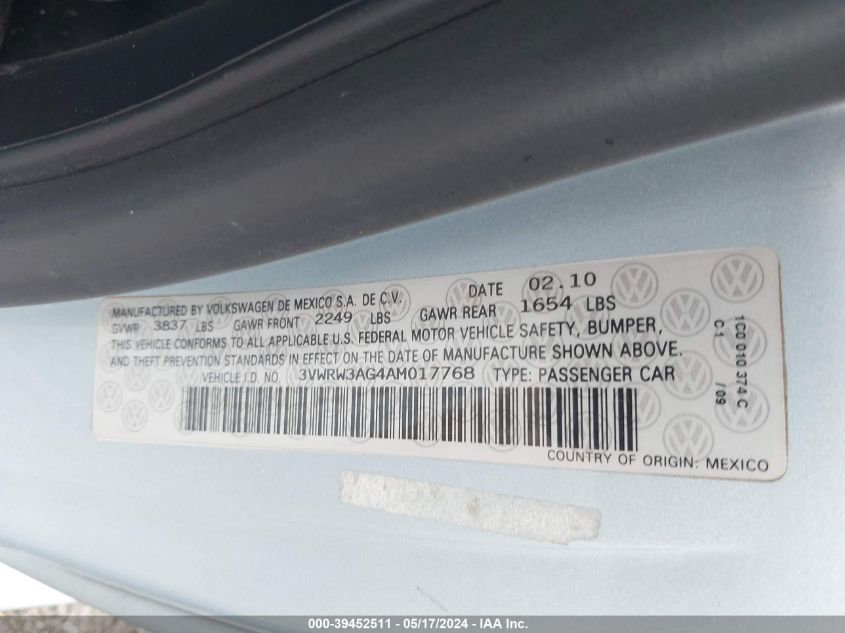 MANUFACTURED BY VOLKSWAGEN DE MEXICO S.A. DE C.V. DATE 02.10
GVWR 3837 LBS GAWR FRONT 2249 LBS GAWR REAR 1654 LBS
THIS VEHICLE CONFORMS TO ALL APPLICABLE U.S. FEDERAL MOTOR VEHICLE SAFETY, BUMPER,
AND THEFT PREVENTION STANDARDS IN EFFECT ON THE DATE OF MANUFACTURE SHOWN ABOVE.
VEHICLE I.D. NO. 3VWRW3AG4AM017768 TYPE: PASSENGER CAR
COUNTRY OF ORIGIN: MEXICO
1C0 010 374 C
C1 /09
000-39452511 - 05/17/2024 - IAA Inc.